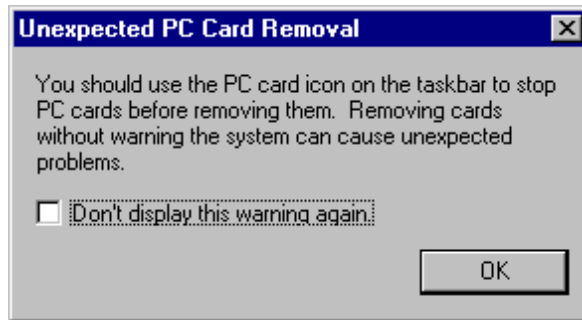 Unexpected PC Card Removal
You should use the PC card icon on the taskbar to stop
PC cards before removing them. Removing cards
without warning the system can cause unexpected
problems.
Don't display this warning again.
OK